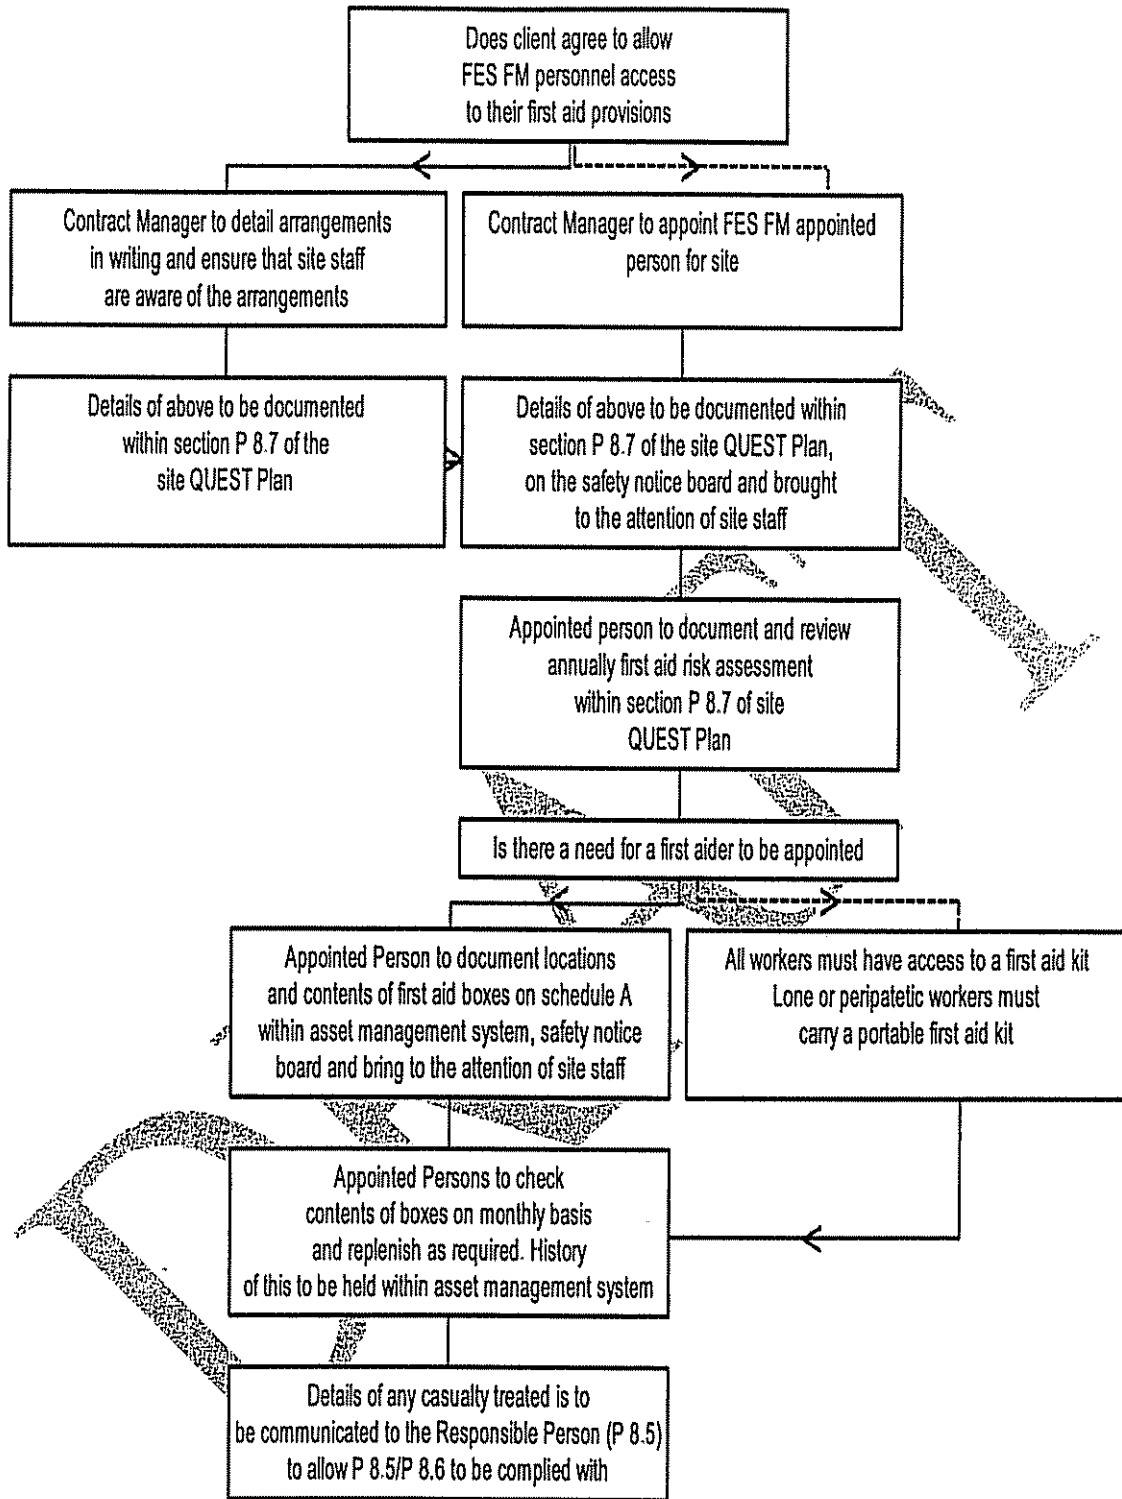 Does client agree to allow
FES FM personnel access
to their first aid provisions
Contract Manager to detail arrangements
in writing and ensure that site staff
are aware of the arrangements
Contract Manager to appoint FES FM appointed
person for site
Details of above to be documented
within section P 8.7 of the
site QUEST Plan
Details of above to be documented within
section P 8.7 of the site QUEST Plan,
on the safety notice board and brought
to the attention of site staff
Appointed person to document and review
annually first aid risk assessment
within section P 8.7 of site
QUEST Plan
Is there a need for a first aider to be appointed
Appointed Person to document locations
and contents of first aid boxes on schedule A
within asset management system, safety notice
board and bring to the attention of site staff
All workers must have access to a first aid kit
Lone or peripatetic workers must
carry a portable first aid kit
Appointed Persons to check
contents of boxes on monthly basis
and replenish as required. History
of this to be held within asset management system
Details of any casualty treated is to
be communicated to the Responsible Person (P 8.5)
to allow P 8.5/P 8.6 to be complied with